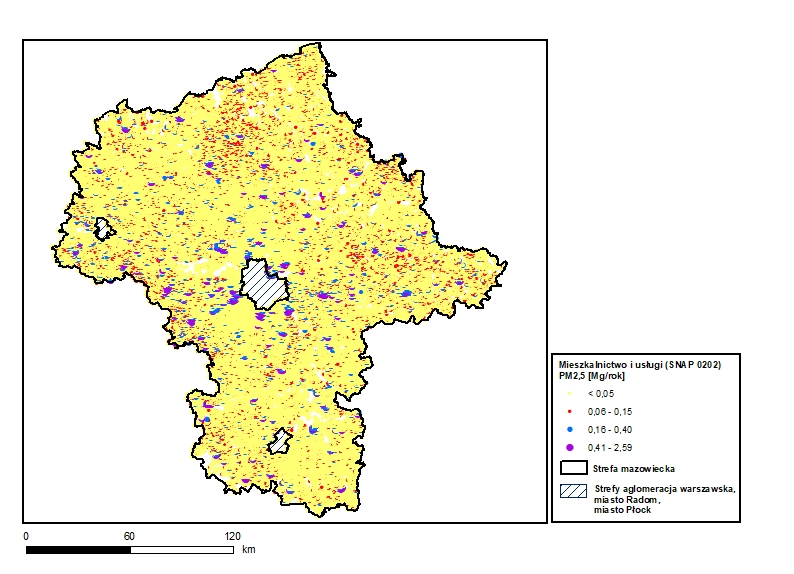 Mieszkalnictwo i usługi (SNAP 0202)
PM2,5 [Mg/rok]
< 0,05
0,06 - 0,15
0,16 - 0,40
0,41 - 2,59
Strefa mazowiecka
Strefy aglomeracja warszawska,
miasto Radom,
miasto Płock
0 60 120
km